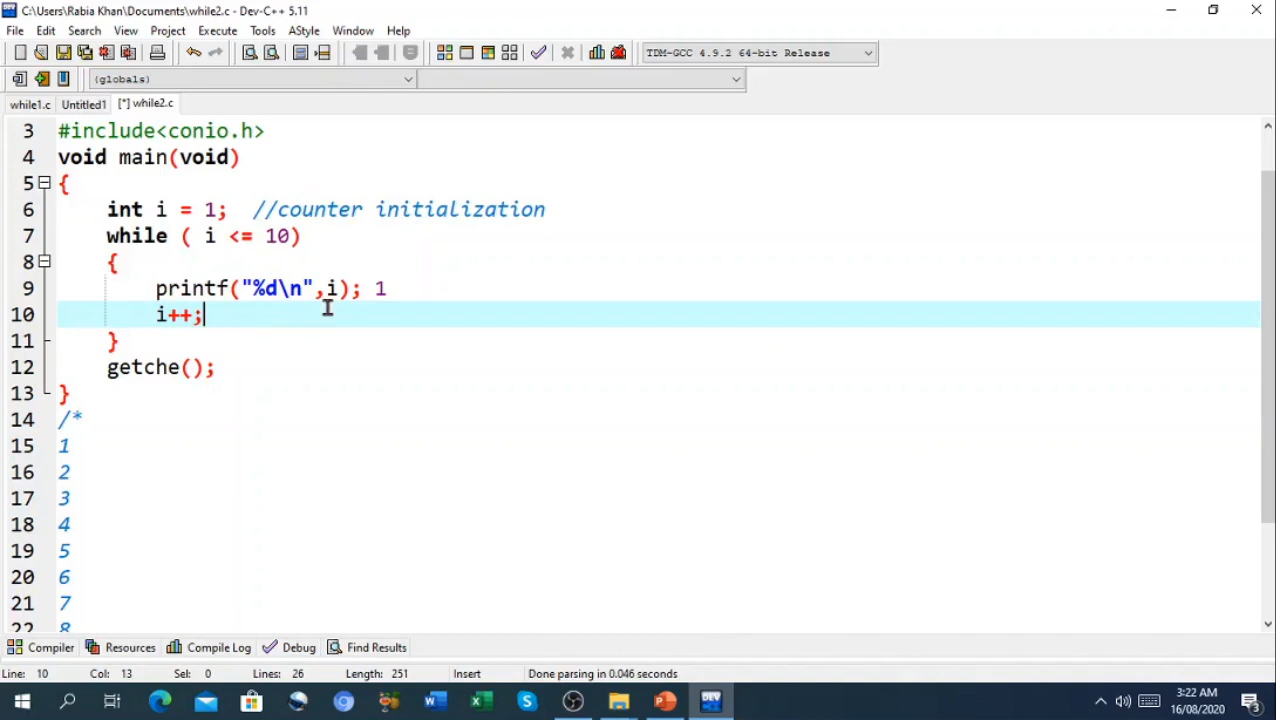 C:\Users\Rabia Khan\Documents\while2.c - Dev-C++ 5.11
File Edit Search View Project Execute Tools AStyle Window Help
TDM-GCC 4.9.2 64-bit Release
(globals)
while1.c Untitled1 [*] while2.c
3 #include<conio.h>
4 void main(void)
5 {
6 int i = 1; //counter initialization
7 while ( i <= 10)
8 {
9 printf("%d\n",i); 1
10 i++;
11 }
12 getche();
13 }
14 /*
15 1
16 2
17 3
18 4
19 5
20 6
21 7
22 8
Compiler Resources Compile Log Debug Find Results
Line: 10 Col: 13 Sel: 0 Lines: 26 Length: 251 Insert Done parsing in 0.046 seconds
3:22 AM
16/08/2020